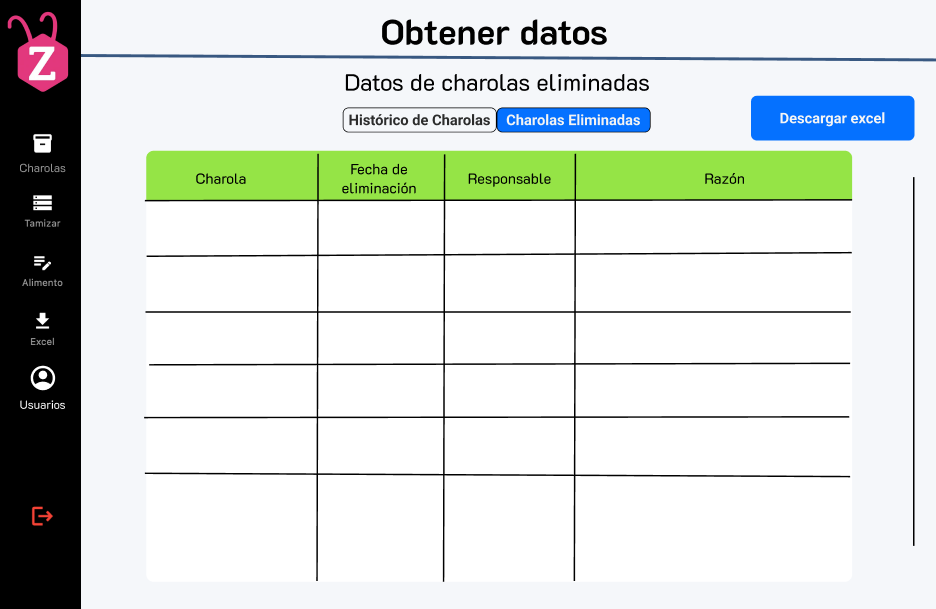 Z
Charolas
Tamizar
Alimento
Excel
Usuarios
Obtener datos
Datos de charolas eliminadas
Histórico de Charolas
Charolas Eliminadas
Descargar excel
Charola
Fecha de
eliminación
Responsable
Razón